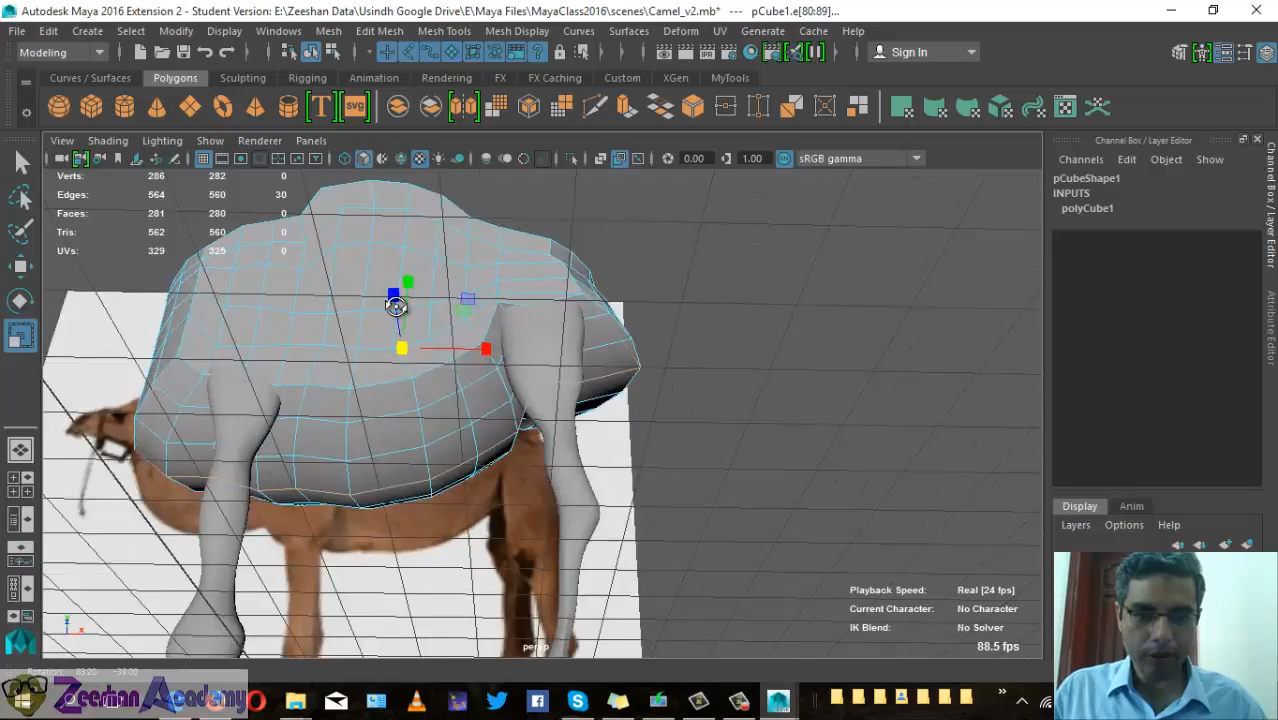 Autodesk Maya 2016 Extension 2 - Student Version: E:\Zeeshan Data\Usindh Google Drive\E\Maya Files\MayaClass2016\scenes\Camel_v2.mb* --- pCube1.e[80:89]...
File Edit Create Select Modify Display Windows Mesh Edit Mesh Mesh Tools Mesh Display Curves Surfaces Deform UV Generate Cache Help
Modeling
Sign In
Curves / Surfaces Polygons Sculpting Rigging Animation Rendering FX FX Caching Custom XGen MyTools
T svg
View Shading Lighting Show Renderer Panels
0.00 1.00 sRGB gamma
Verts: 286 282 0
Edges: 564 560 30
Faces: 281 280 0
Tris: 562 560 0
UVs: 329 325 0
Channel Box / Layer Editor
Channels Edit Object Show
pCubeShape1
INPUTS
polyCube1
Channel Box / Layer Editor
Display Anim
Layers Options Help
Playback Speed: Real [24 fps]
Current Character: No Character
IK Blend: No Solver
88.5 fps
persp
y
x
Zeeshan Academy